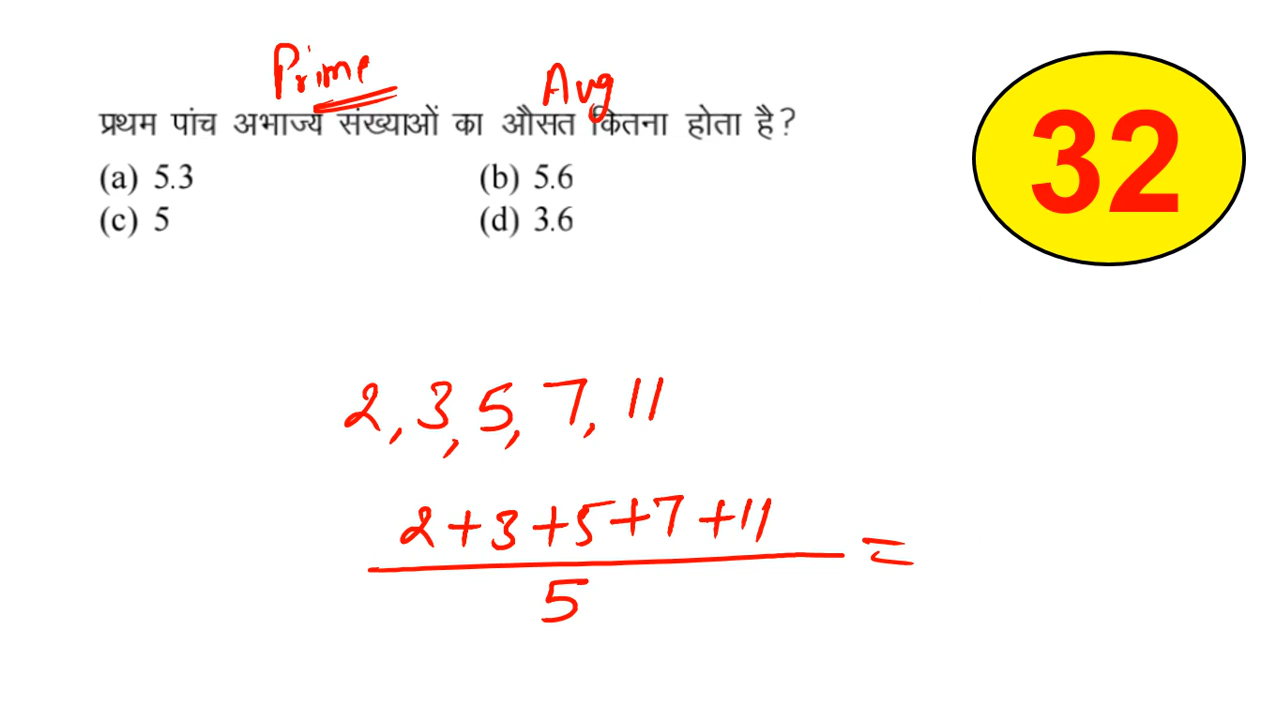 Prime Avg
प्रथम पांच अभाज्य संख्याओं का औसत कितना होता है?
(a) 5.3 (b) 5.6
(c) 5 (d) 3.6
32
2, 3, 5, 7, 11
2+3+5+7+11 =
5